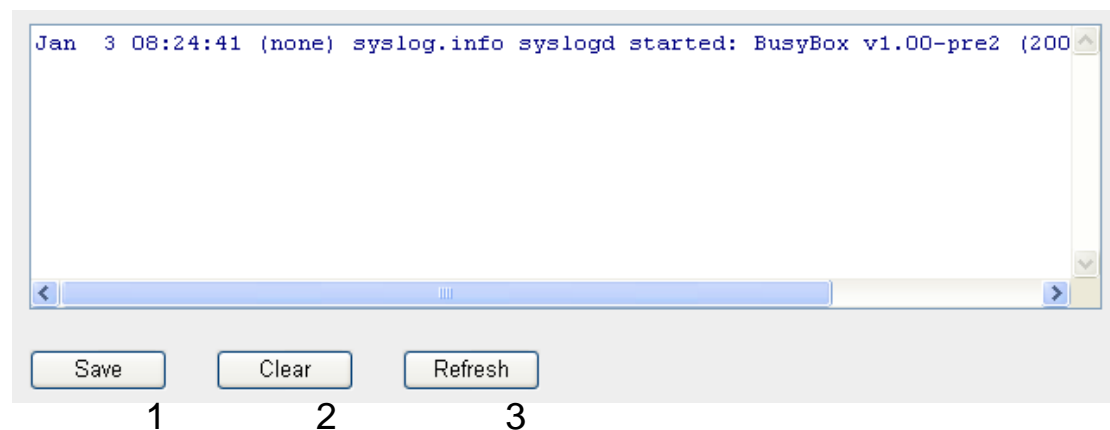 Jan  3 08:24:41 (none) syslog.info syslogd started: BusyBox v1.00-pre2 (200
Save Clear Refresh
1 2 3